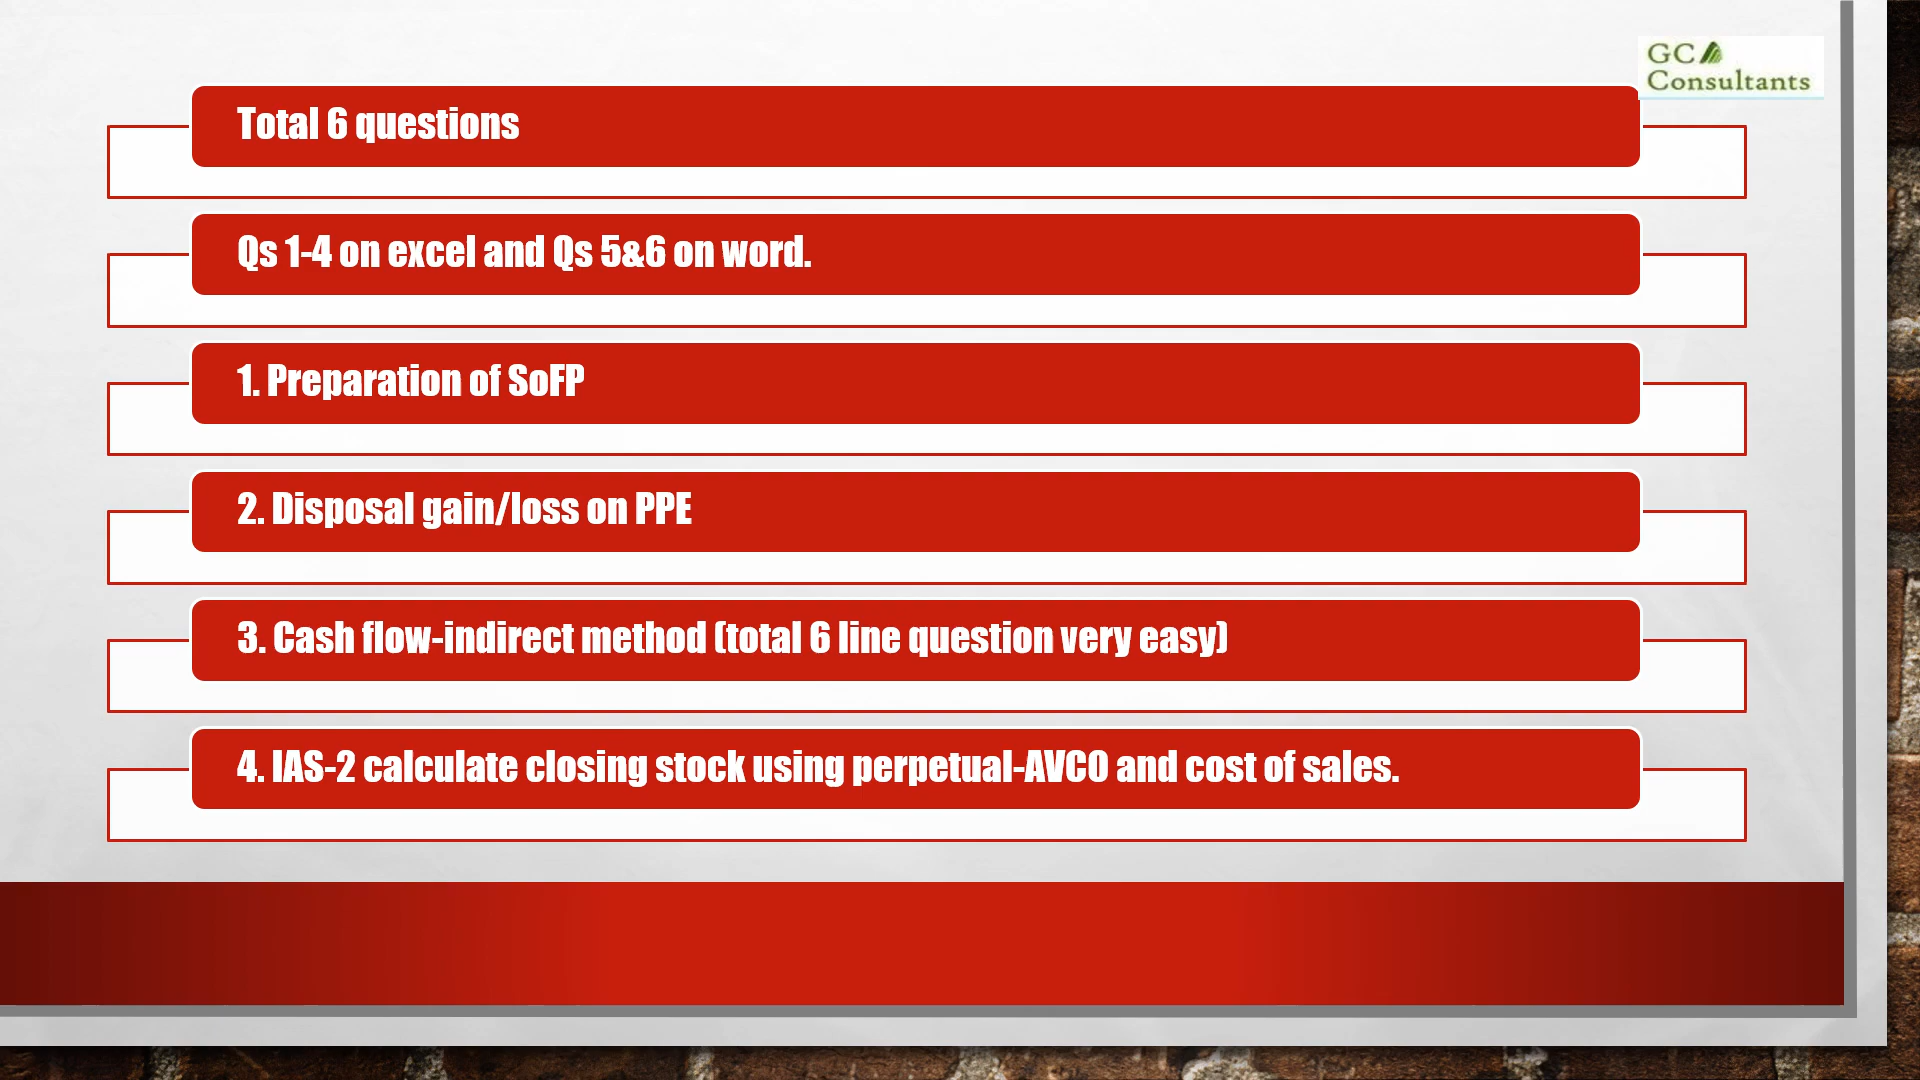 GCA
Consultants
Total 6 questions
Qs 1-4 on excel and Qs 5&6 on word.
1. Preparation of SoFP
2. Disposal gain/loss on PPE
3. Cash flow-indirect method (total 6 line question very easy)
4. IAS-2 calculate closing stock using perpetual-AVCO and cost of sales.